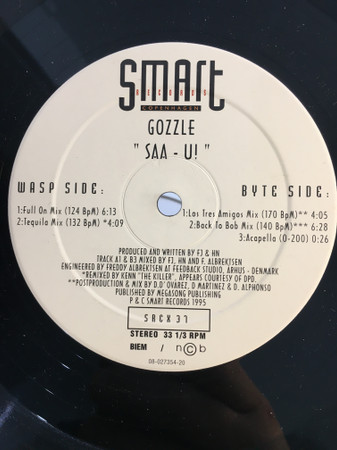 SMArt
RECORDS
COPENHAGEN
GOZZLE
" SAA - U! "
WASP SIDE:
1:Full On Mix (124 BpM) 6:13
2:Tequila Mix (132 BpM) *4:09
BYTE SIDE:
1:Los Tres Amigos Mix (170 BpM)** 4:05
2:Back To Bob Mix (140 BpM)*** 6:28
3:Acapello (0-200) 0:26
PRODUCED AND WRITTEN BY FJ & HN
TRACK A1 & B3 MIXED BY FJ, HN AND F. ALBREKTSEN
ENGINEERED BY FREDDY ALBREKTSEN AT FEEDBACK STUDIO, ARHUS - DENMARK
*REMIXED BY KENN "THE KILLER", APPEARS COURTESY OF DPD.
**POSTPRODUCTION & MIX BY D.D' OVAREZ, D MARTINEZ & D. ALPHONSO
PUBLISHED BY MEGASONG PUBLISHING
P & C SMART RECORDS 1995
SRCX 37
STEREO 33 1/3 RPM
BIEM / n©b
08-027354-20